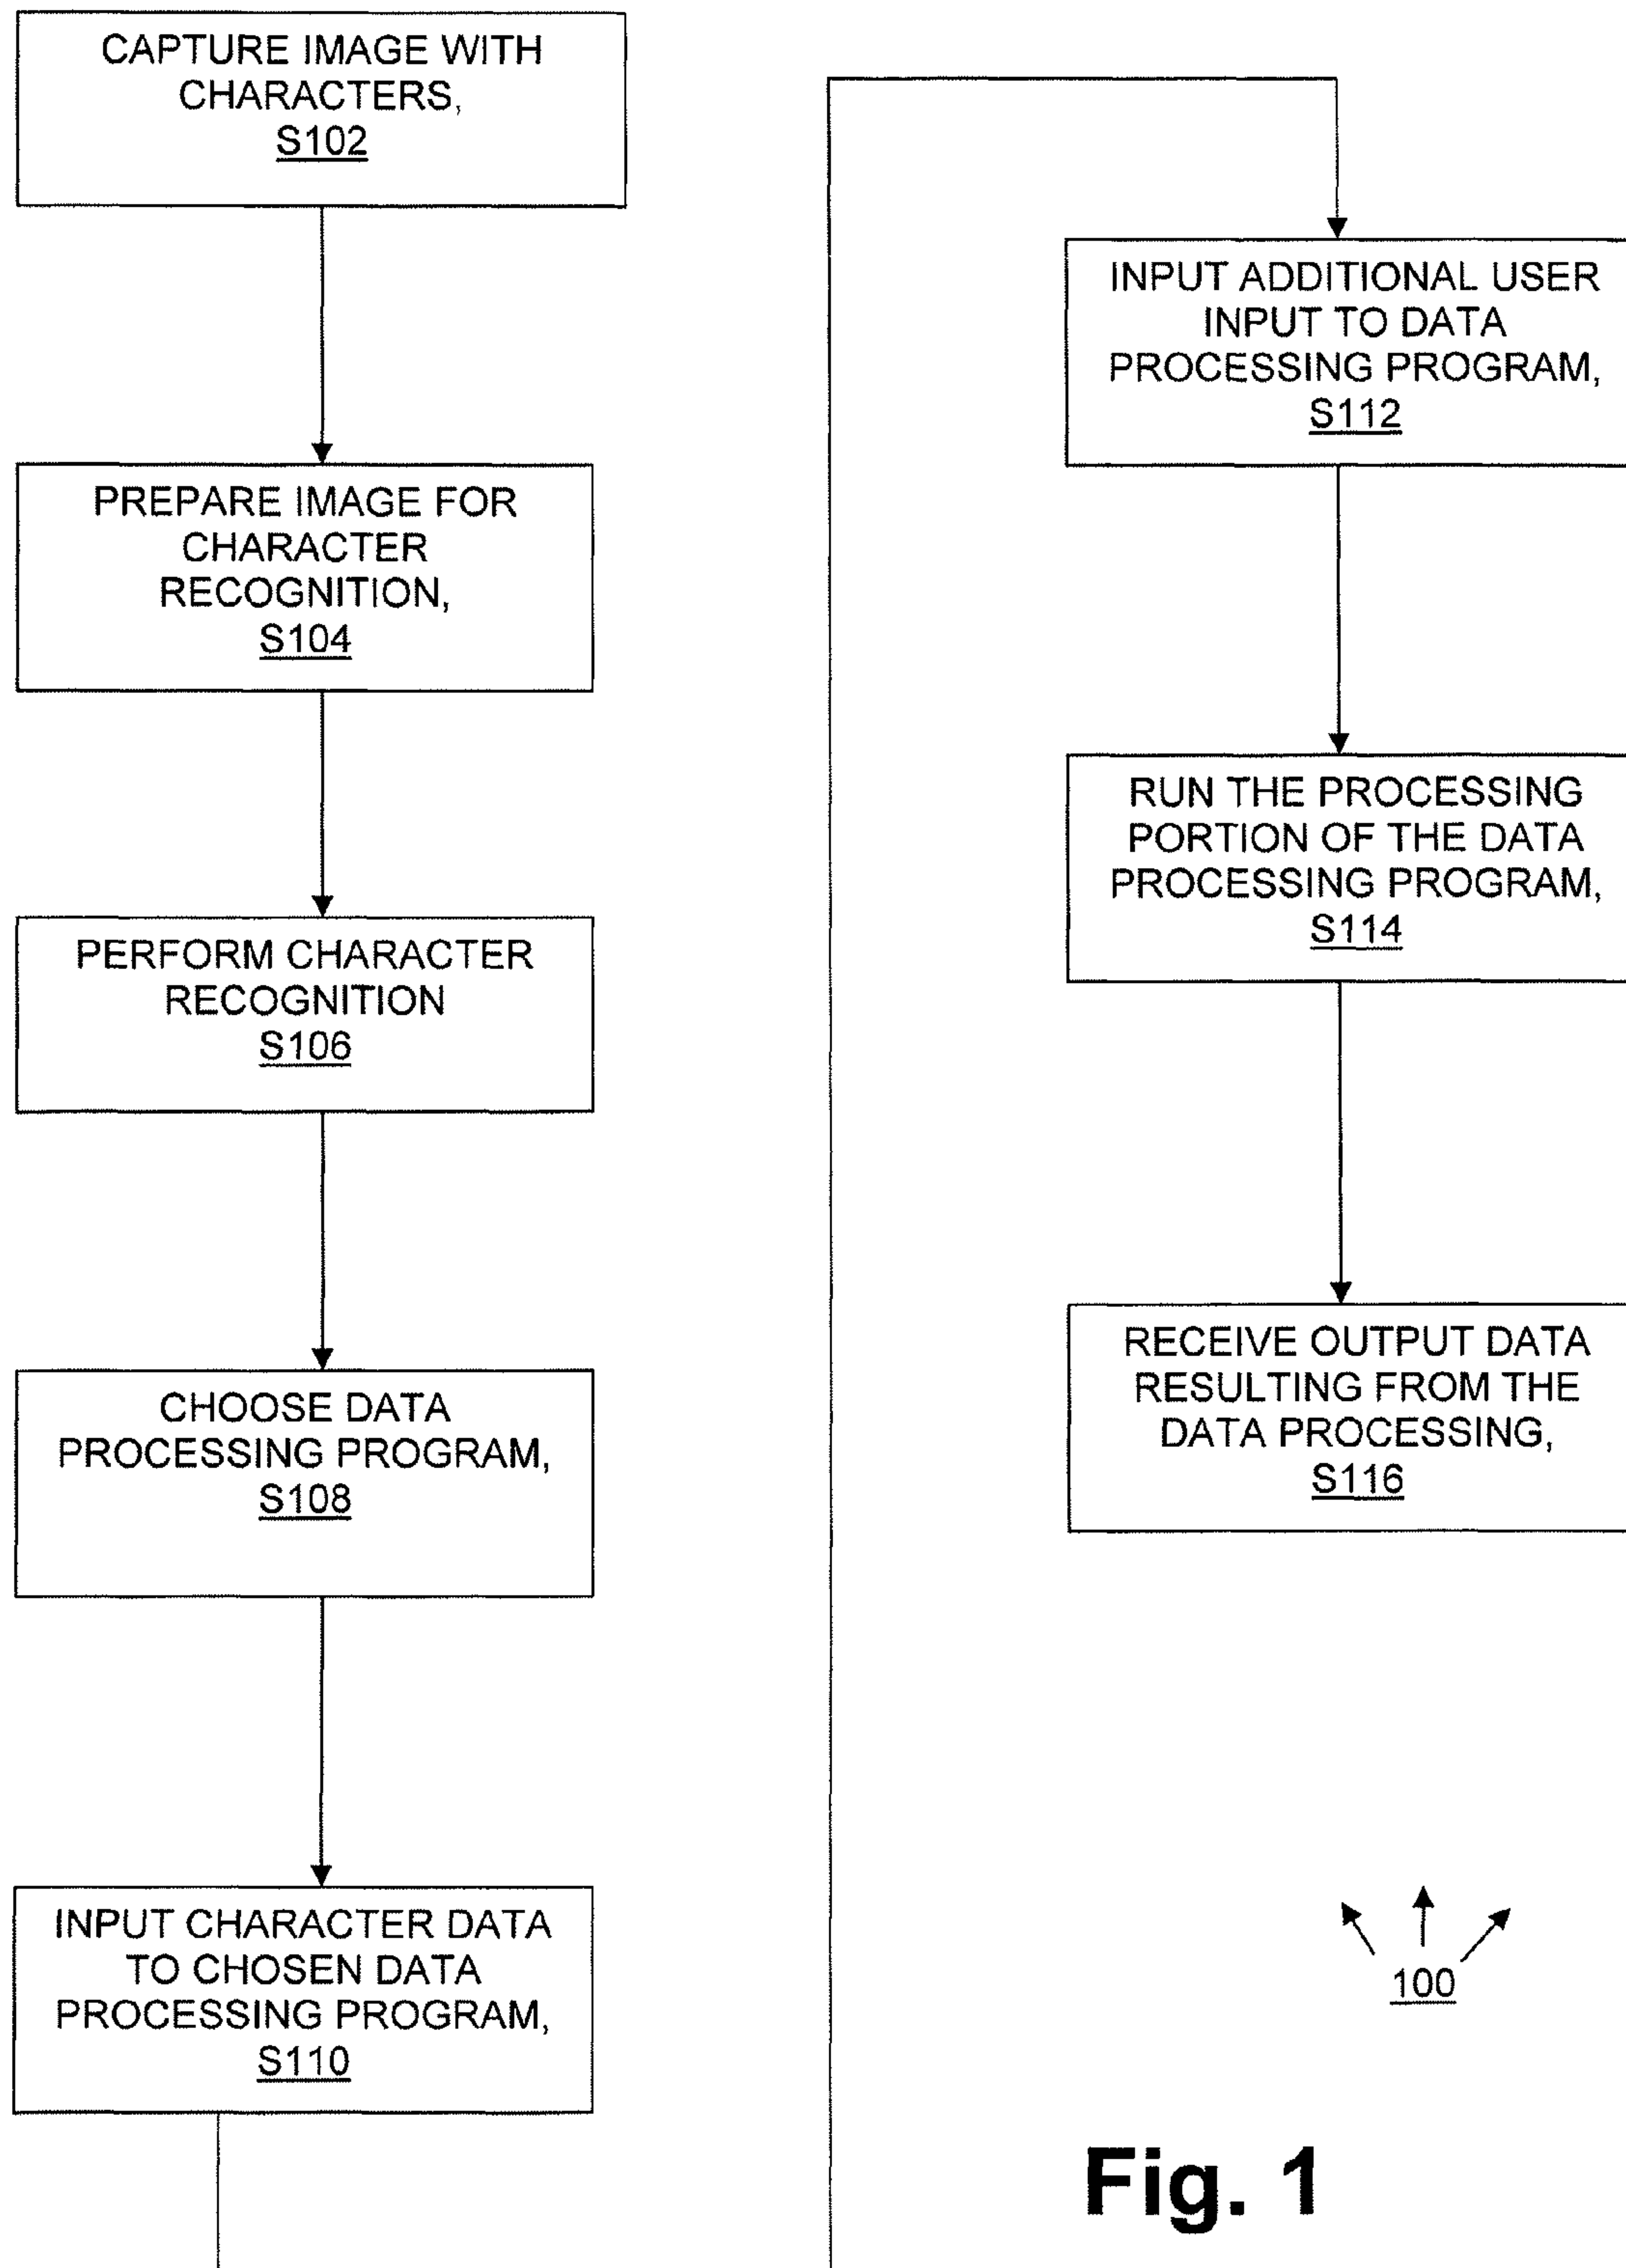 CAPTURE IMAGE WITH
CHARACTERS,
S102
PREPARE IMAGE FOR
CHARACTER
RECOGNITION,
S104
PERFORM CHARACTER
RECOGNITION
S106
CHOOSE DATA
PROCESSING PROGRAM,
S108
INPUT CHARACTER DATA
TO CHOSEN DATA
PROCESSING PROGRAM,
S110
INPUT ADDITIONAL USER
INPUT TO DATA
PROCESSING PROGRAM,
S112
RUN THE PROCESSING
PORTION OF THE DATA
PROCESSING PROGRAM,
S114
RECEIVE OUTPUT DATA
RESULTING FROM THE
DATA PROCESSING,
S116
100
Fig. 1